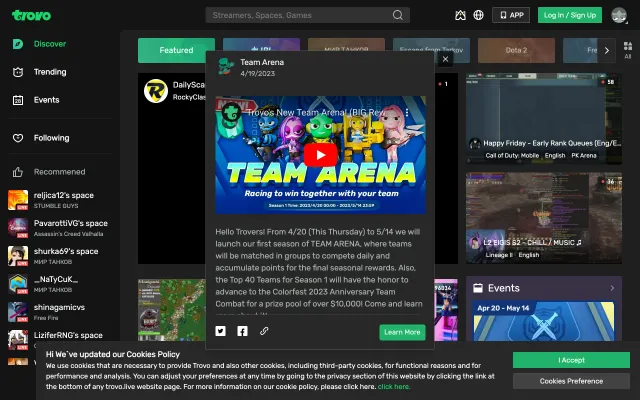 trovo
Streamers, Spaces, Games
APP
Log In / Sign Up
Discover
Trending
Events
Following
Recommened
reljica12's space
STUMBLE GUYS
PavarottiVG's space
Assassin's Creed Valhalla
shurka69's space
МИР ТАНКОВ
_NaTyCuK_
МИР ТАНКОВ
shinagamicvs
Free Fire
LiziferRNG's space
LIVE
Featured
IRL
МИР ТАНКОВ
Escape from Tarkov
Dota 2
Fre
All
DailySca
RockyClas
1
Team Arena
4/19/2023
Trovo's New Team Arena! (BIG Rew
TEAM ARENA
Racing to win together with your team
Season 1 Time: 2023/4/20 00:00 - 2023/5/14 23:59
Hello Trovers! From 4/20 (This Thursday) to 5/14 we will
launch our first season of TEAM ARENA, where teams
will be matched in groups to compete daily and
accumulate points for the final seasonal rewards. Also,
the Top 40 Teams for Season 1 will have the honor to
advance to the Colorfest 2023 Anniversary Team
Combat for a prize pool of over $10,000! Come and learn
Learn More
58
Happy Friday - Early Rank Queues [Eng/E...
Call of Duty: Mobile
English
PK Arena
36
L2 EIGIS S2 - CHILL / MUSIC ♫
Lineage II
English
Events
Apr 20 - May 14
Hi We`ve updated our Cookies Policy
We use cookies that are necessary to provide Trovo and also other cookies, including third-party cookies, for functional reasons and for
performance and analysis. You can adjust your preferences at any time by going to the privacy section of this website by clicking the link at
the bottom of any trovo.live website page. For more information on our cookie policy, please click here. click here.
I Accept
Cookies Preference